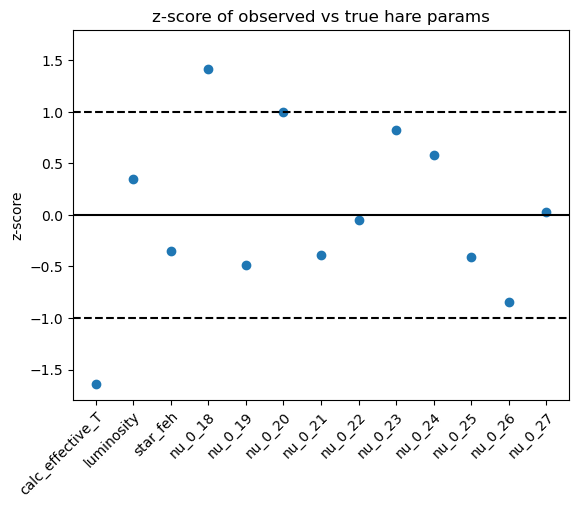 z-score of observed vs true hare params
z-score
1.5
1.0
0.5
0.0
−0.5
−1.0
−1.5
calc_effective_T
luminosity
star_feh
nu_0_18
nu_0_19
nu_0_20
nu_0_21
nu_0_22
nu_0_23
nu_0_24
nu_0_25
nu_0_26
nu_0_27